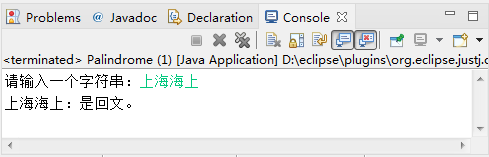 Problems @ Javadoc Declaration Console
<terminated> Palindrome (1) [Java Application] D:\eclipse\plugins\org.eclipse.justj.
请输入一个字符串：上海海上
上海海上：是回文。